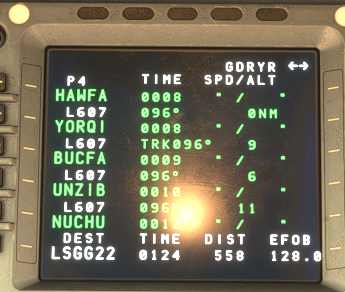 GDRYR ↔
P4 TIME SPD/ALT
HAWFA 0008 " / "
L607 096° 0NM
YORQI 0008 " / "
L607 TRK096° 9
BUCFA 0009 " / "
L607 096° 6
UNZIB 0010 " / "
L607 096° 11
NUCHU " / "
DEST TIME DIST EFOB
LSGG22 0124 558 128.0